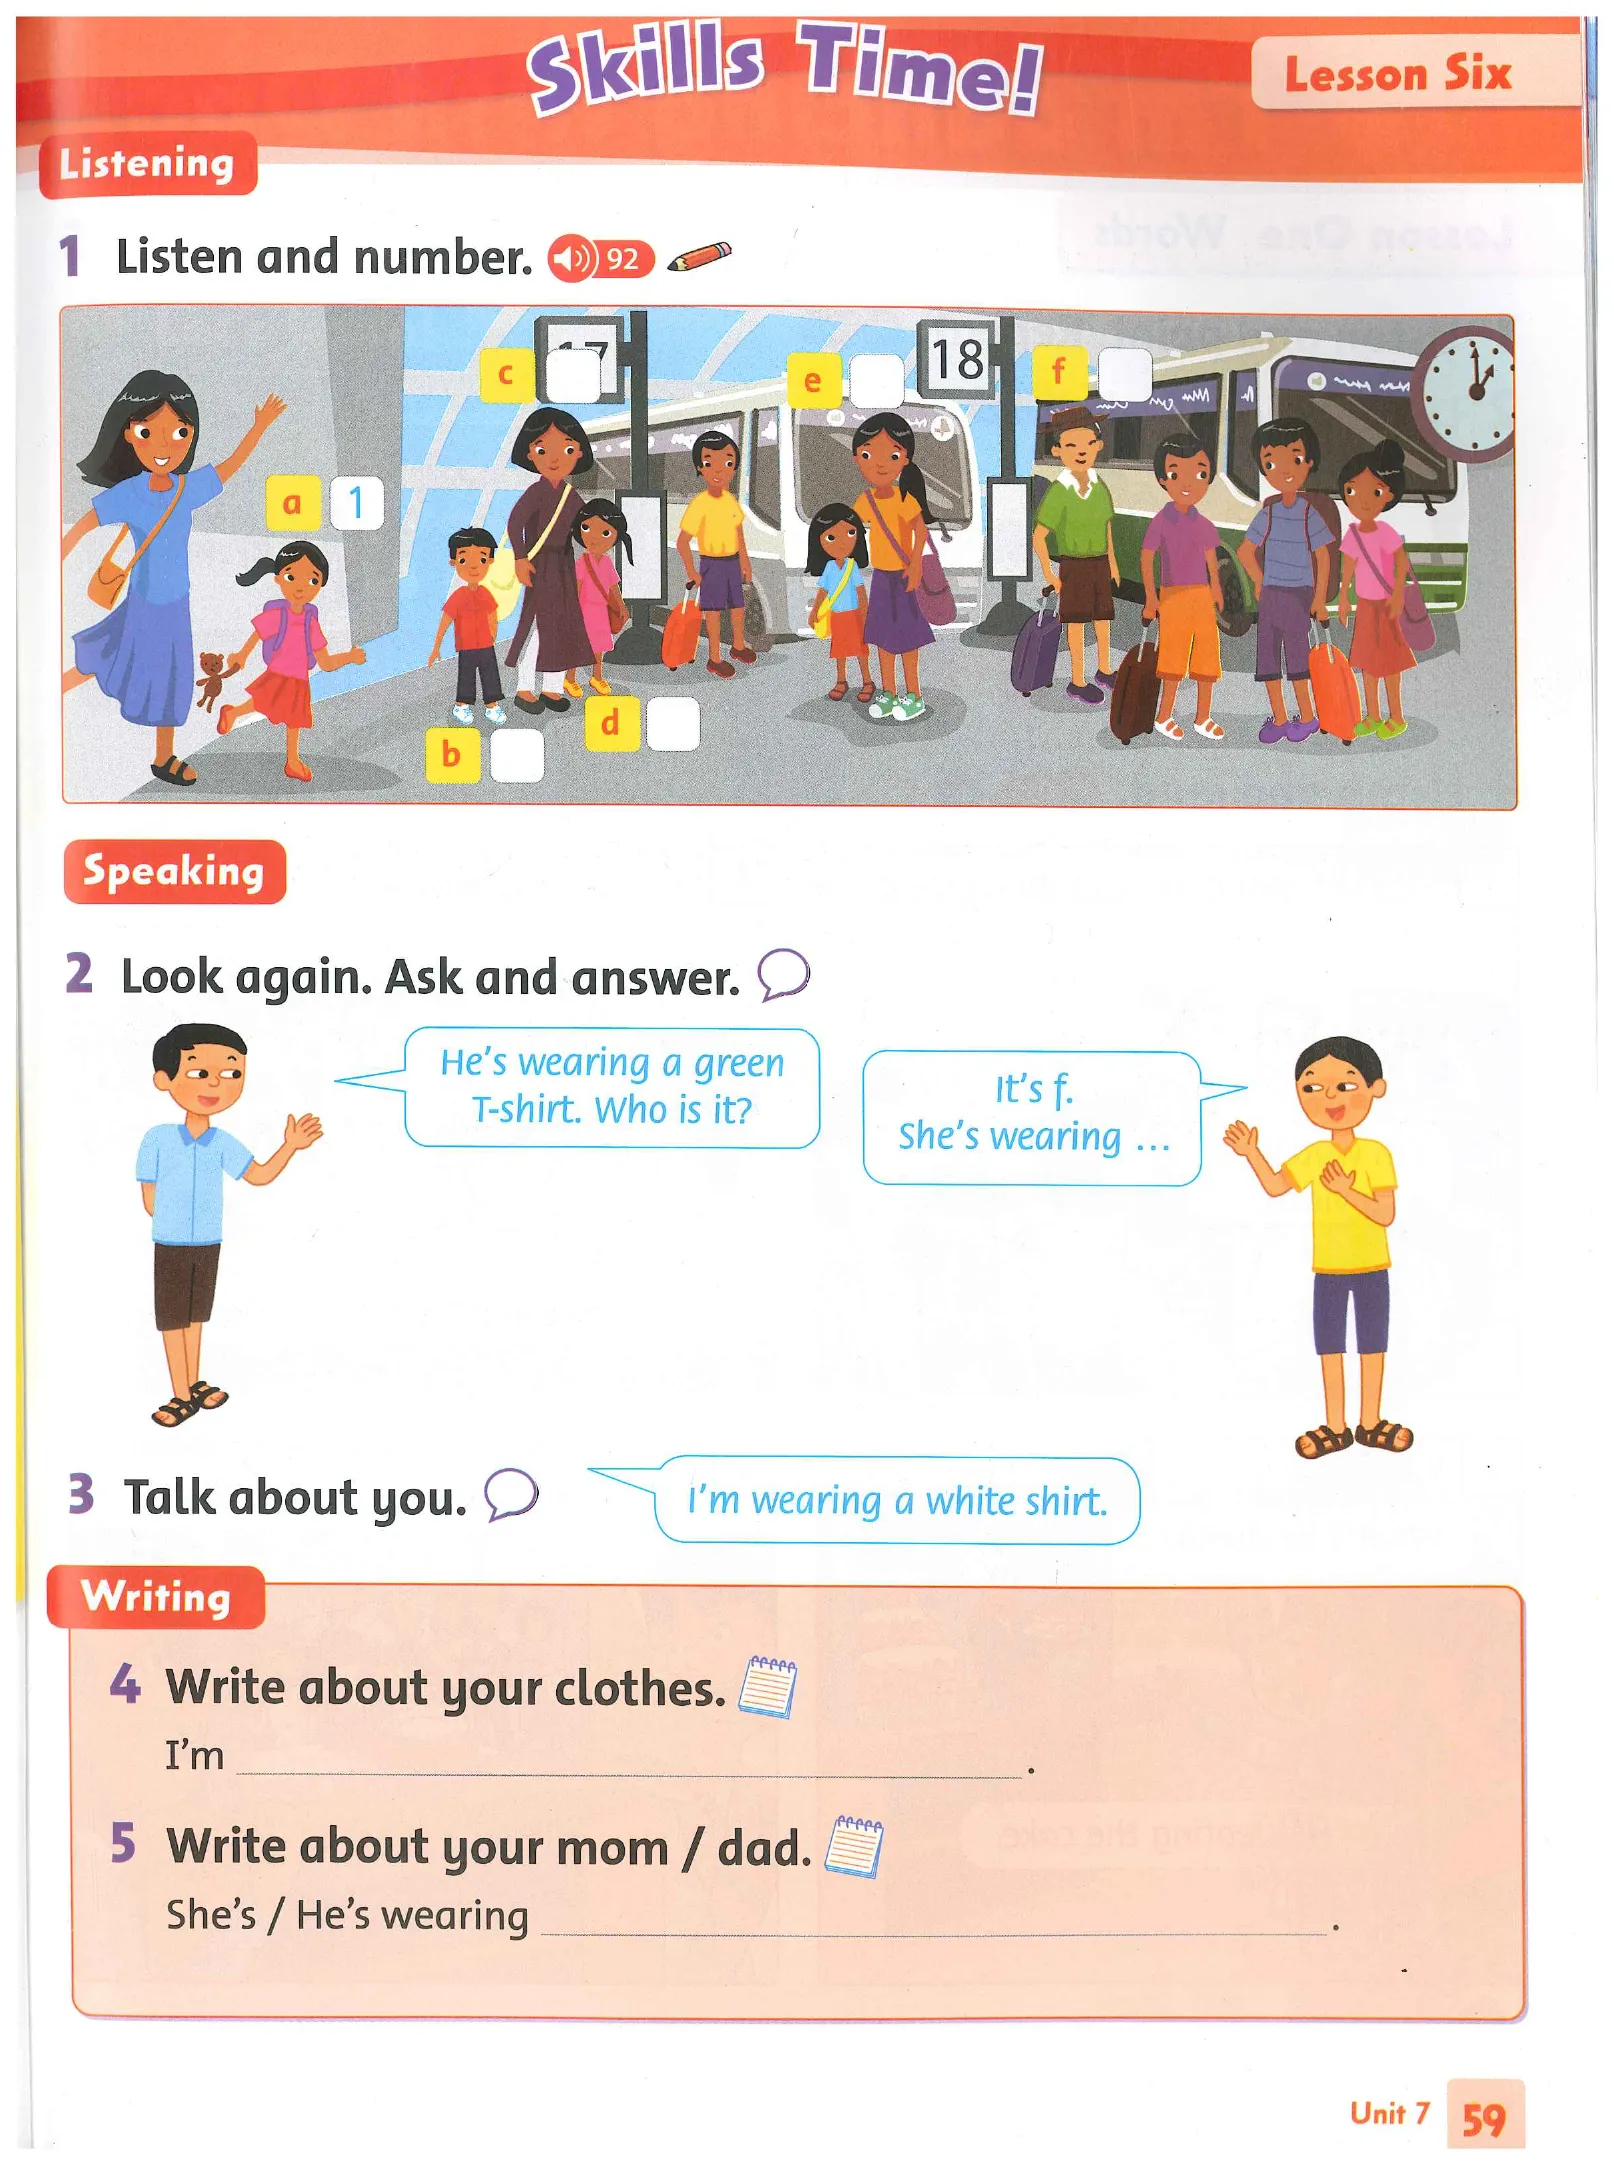 Skills Time!
Lesson Six
Listening
1 Listen and number. 92
17
18
c
e
f
a 1
d
b
Speaking
2 Look again. Ask and answer.
He's wearing a green
T-shirt. Who is it?
It's f.
She's wearing ...
3 Talk about you.
I'm wearing a white shirt.
Writing
4 Write about your clothes.
I'm ______.
5 Write about your mom / dad.
She's / He's wearing ______.
Unit 7 59